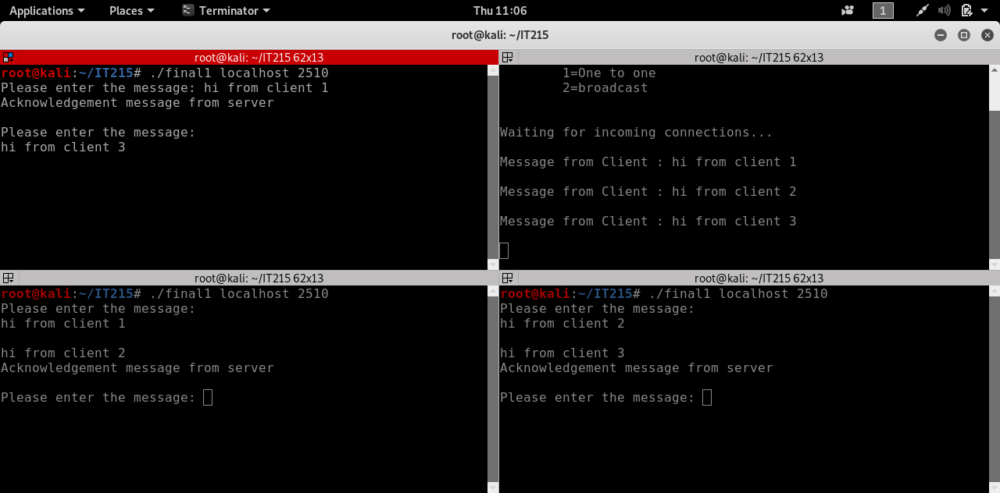 Applications Places Terminator Thu 11:06 1
root@kali: ~/IT215
root@kali: ~/IT215 62x13
root@kali:~/IT215# ./final1 localhost 2510
Please enter the message: hi from client 1
Acknowledgement message from server
Please enter the message:
hi from client 3
root@kali: ~/IT215 62x13
1=One to one
2=broadcast
Waiting for incoming connections...
Message from Client : hi from client 1
Message from Client : hi from client 2
Message from Client : hi from client 3
root@kali: ~/IT215 62x13
root@kali:~/IT215# ./final1 localhost 2510
Please enter the message:
hi from client 1
hi from client 2
Acknowledgement message from server
Please enter the message:
root@kali: ~/IT215 62x13
root@kali:~/IT215# ./final1 localhost 2510
Please enter the message:
hi from client 2
hi from client 3
Acknowledgement message from server
Please enter the message: